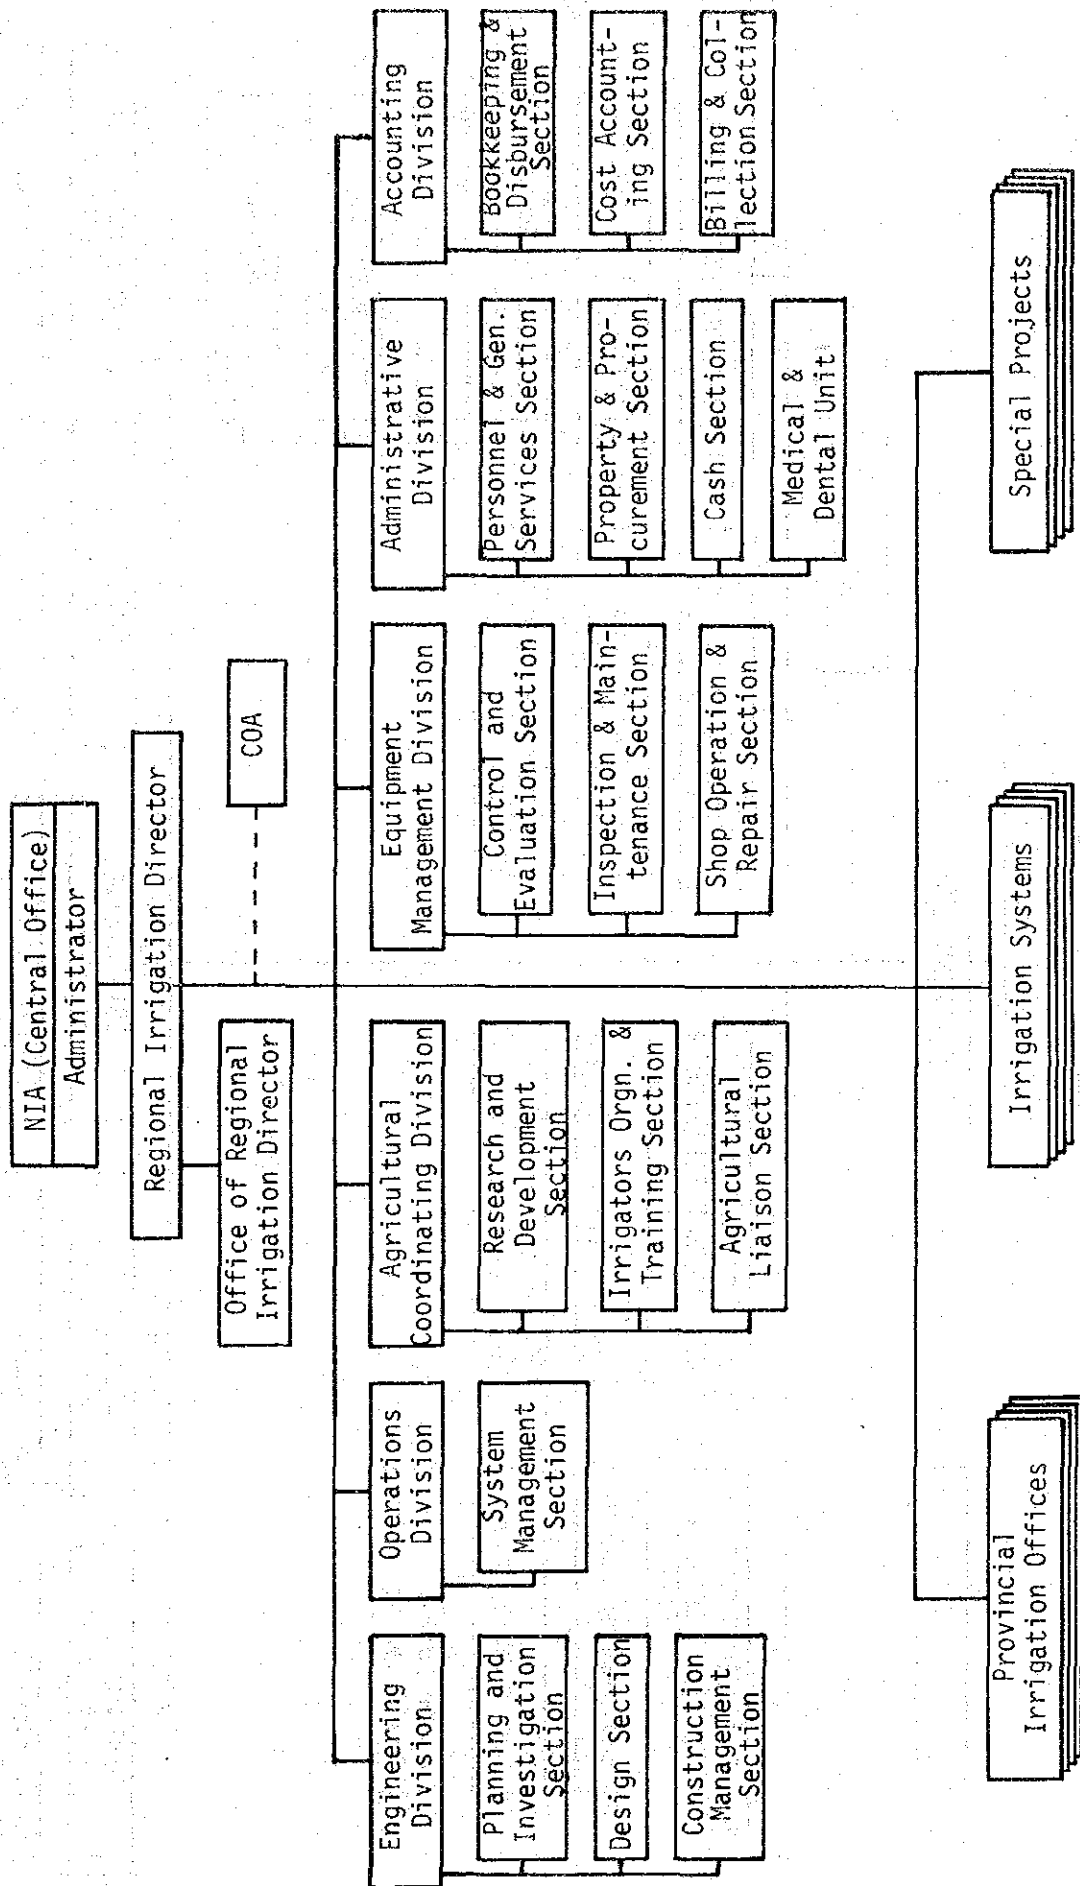 NIA (Central Office)
Administrator
Regional Irrigation Director
Office of Regional
Irrigation Director
COA
Engineering
Division
Planning and
Investigation
Section
Design Section
Construction
Management
Section
Operations
Division
System
Management
Section
Agricultural
Coordinating Division
Research and
Development
Section
Irrigators Orgn. &
Training Section
Agricultural
Liaison Section
Equipment
Management Division
Control and
Evaluation Section
Inspection & Main-
tenance Section
Shop Operation &
Repair Section
Administrative
Division
Personnel & Gen.
Services Section
Property & Pro-
curement Section
Cash Section
Medical &
Dental Unit
Accounting
Division
Bookkeeping &
Disbursement
Section
Cost Account-
ing Section
Billing & Col-
lection Section
Provincial
Irrigation Offices
Irrigation Systems
Special Projects